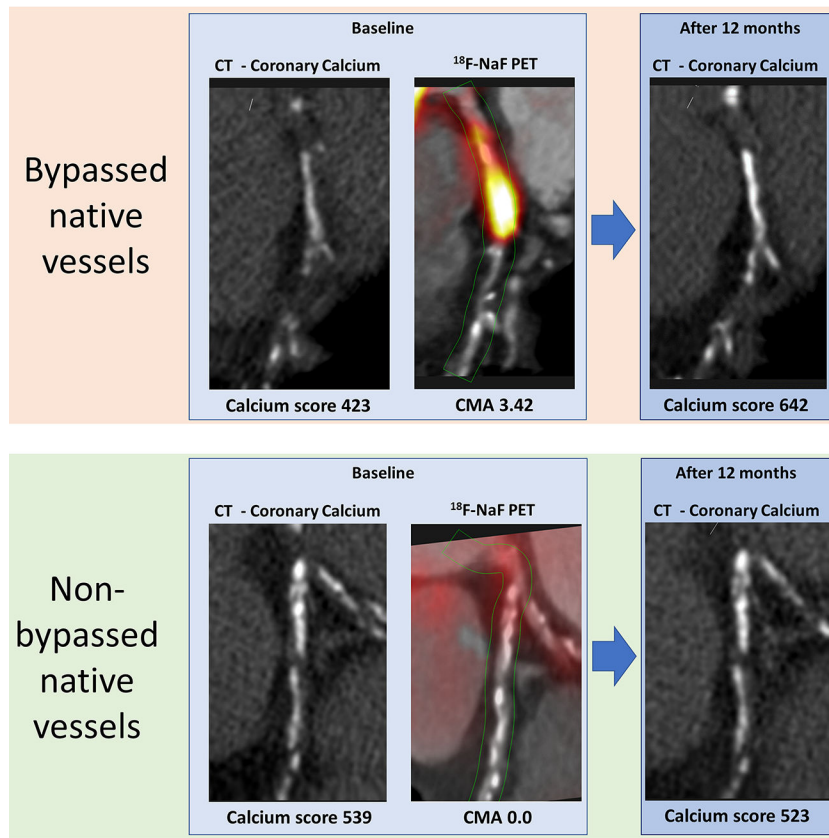 Baseline
CT - Coronary Calcium
¹⁸F-NaF PET
After 12 months
CT - Coronary Calcium
Bypassed
native
vessels
Calcium score 423
CMA 3.42
Calcium score 642
Baseline
CT - Coronary Calcium
¹⁸F-NaF PET
After 12 months
CT - Coronary Calcium
Non-
bypassed
native
vessels
Calcium score 539
CMA 0.0
Calcium score 523